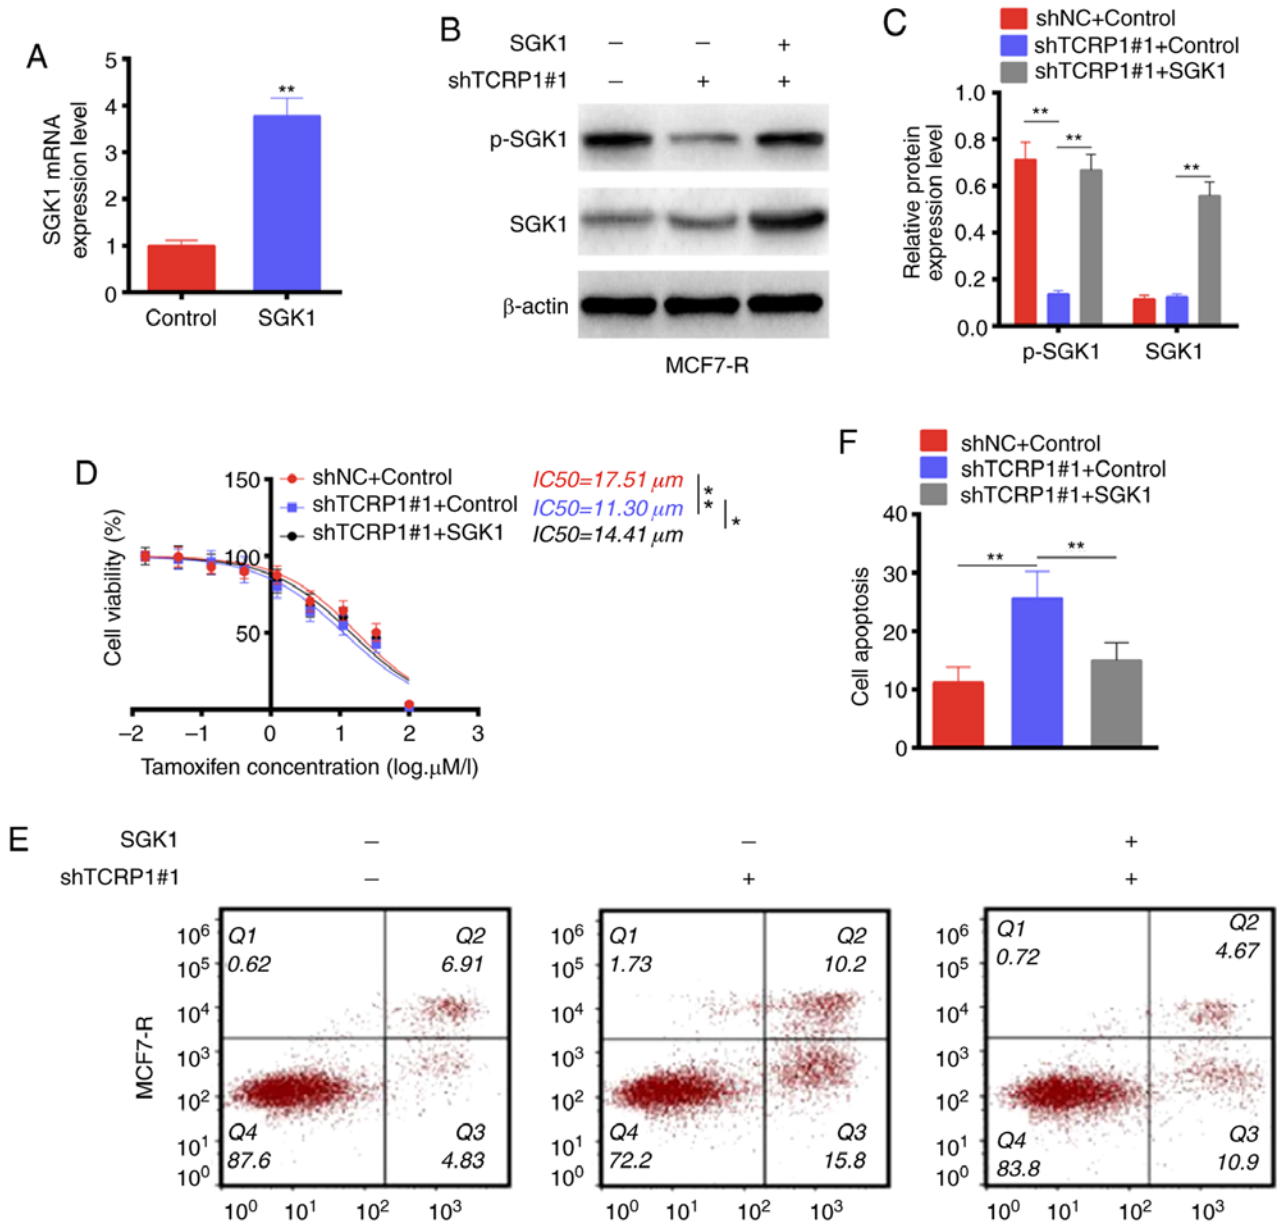 A
SGK1 mRNA
expression level
5
4
3
2
1
0
**
Control
SGK1
B
SGK1 – – +
shTCRP1#1 – + +
p-SGK1
SGK1
β-actin
MCF7-R
C
shNC+Control
shTCRP1#1+Control
shTCRP1#1+SGK1
Relative protein
expression level
1.0
0.8
0.6
0.4
0.2
0.0
**
**
**
p-SGK1
SGK1
D
shNC+Control IC50=17.51 μm
shTCRP1#1+Control IC50=11.30 μm
shTCRP1#1+SGK1 IC50=14.41 μm
**
*
Cell viability (%)
150
100
50
–2 –1 0 1 2 3
Tamoxifen concentration (log.μM/l)
F
shNC+Control
shTCRP1#1+Control
shTCRP1#1+SGK1
Cell apoptosis
40
30
20
10
0
**
**
E
SGK1 – – +
shTCRP1#1 – + +
MCF7-R
10⁶
10⁵
10⁴
10³
10²
10¹
10⁰
Q1
0.62
Q2
6.91
Q4
87.6
Q3
4.83
10⁰ 10¹ 10² 10³
10⁶
10⁵
10⁴
10³
10²
10¹
10⁰
Q1
1.73
Q2
10.2
Q4
72.2
Q3
15.8
10⁰ 10¹ 10² 10³
10⁶
10⁵
10⁴
10³
10²
10¹
10⁰
Q1
0.72
Q2
4.67
Q4
83.8
Q3
10.9
10⁰ 10¹ 10² 10³